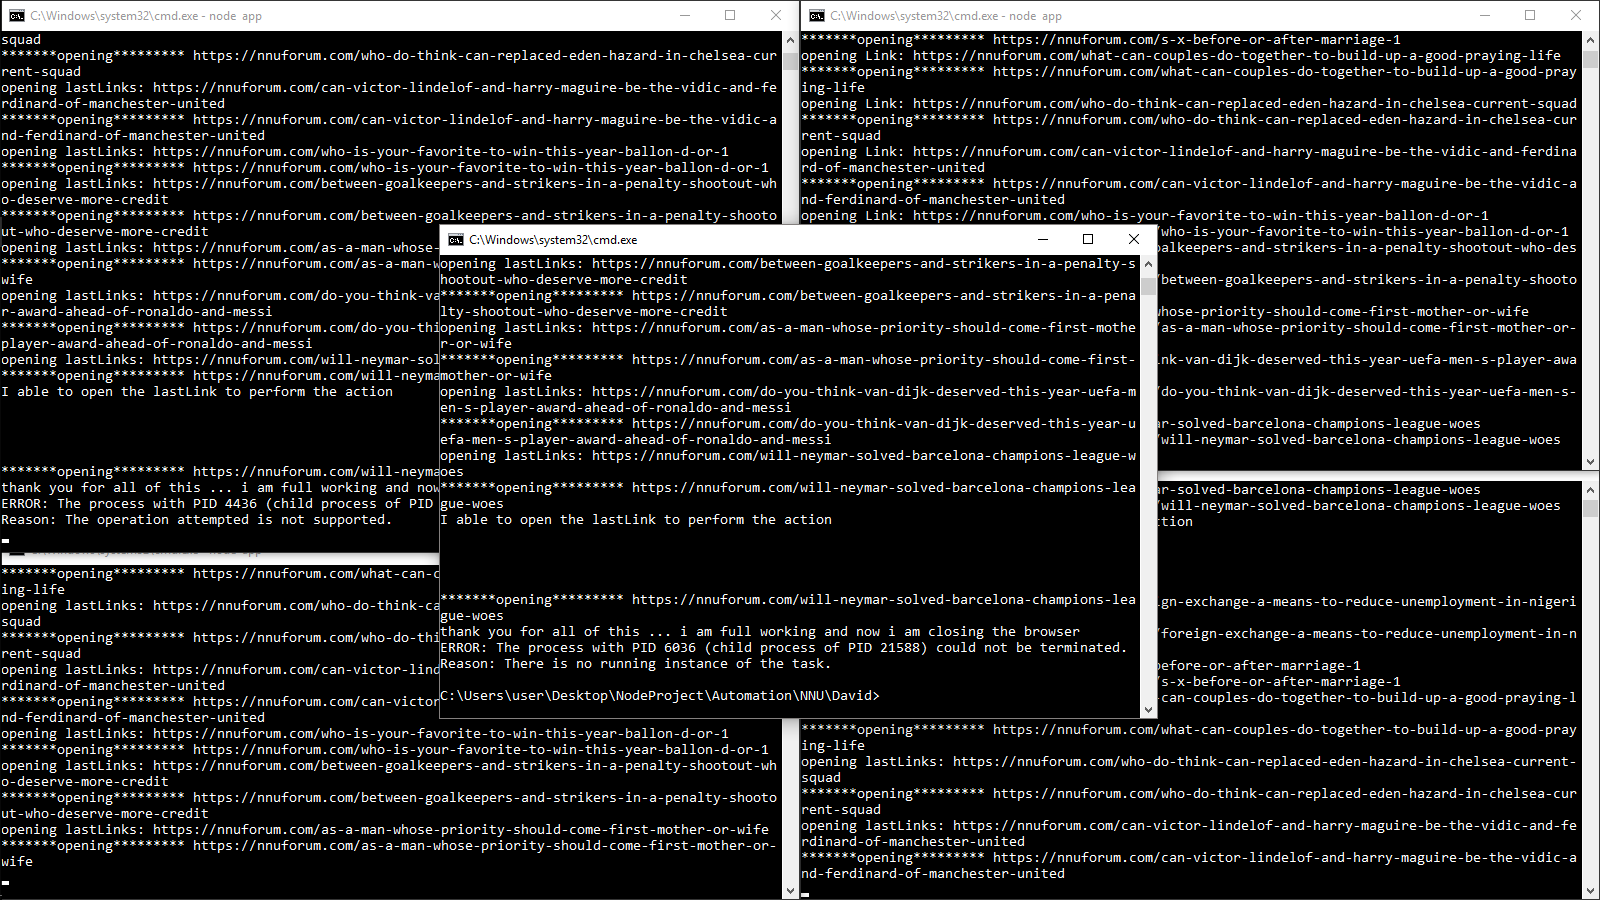 C:\Windows\system32\cmd.exe - node  app
squad
*******opening********* https://nnuforum.com/who-do-think-can-replaced-eden-hazard-in-chelsea-cur
rent-squad
opening lastLinks: https://nnuforum.com/can-victor-lindelof-and-harry-maguire-be-the-vidic-and-fe
rdinard-of-manchester-united
*******opening********* https://nnuforum.com/can-victor-lindelof-and-harry-maguire-be-the-vidic-a
nd-ferdinard-of-manchester-united
opening lastLinks: https://nnuforum.com/who-is-your-favorite-to-win-this-year-ballon-d-or-1
*******opening********* https://nnuforum.com/who-is-your-favorite-to-win-this-year-ballon-d-or-1
opening lastLinks: https://nnuforum.com/between-goalkeepers-and-strikers-in-a-penalty-shootout-wh
o-deserve-more-credit
*******opening********* https://nnuforum.com/between-goalkeepers-and-strikers-in-a-penalty-shooto
ut-who-deserve-more-credit
opening lastLinks: https://nnuforum.com/as-a-man-whose-
*******opening********* https://nnuforum.com/as-a-man-w
wife
opening lastLinks: https://nnuforum.com/do-you-think-va
r-award-ahead-of-ronaldo-and-messi
*******opening********* https://nnuforum.com/do-you-thi
player-award-ahead-of-ronaldo-and-messi
opening lastLinks: https://nnuforum.com/will-neymar-sol
*******opening********* https://nnuforum.com/will-neyma
I able to open the lastLink to perform the action
*******opening********* https://nnuforum.com/will-neyma
thank you for all of this ... i am full working and now
ERROR: The process with PID 4436 (child process of PID
Reason: The operation attempted is not supported.
C:\Windows\system32\cmd.exe - node  app
*******opening********* https://nnuforum.com/s-x-before-or-after-marriage-1
opening Link: https://nnuforum.com/what-can-couples-do-together-to-build-up-a-good-praying-life
*******opening********* https://nnuforum.com/what-can-couples-do-together-to-build-up-a-good-pray
ing-life
opening Link: https://nnuforum.com/who-do-think-can-replaced-eden-hazard-in-chelsea-current-squad
*******opening********* https://nnuforum.com/who-do-think-can-replaced-eden-hazard-in-chelsea-cur
rent-squad
opening Link: https://nnuforum.com/can-victor-lindelof-and-harry-maguire-be-the-vidic-and-ferdina
rd-of-manchester-united
*******opening********* https://nnuforum.com/can-victor-lindelof-and-harry-maguire-be-the-vidic-a
nd-ferdinard-of-manchester-united
opening Link: https://nnuforum.com/who-is-your-favorite-to-win-this-year-ballon-d-or-1
/who-is-your-favorite-to-win-this-year-ballon-d-or-1
alkeepers-and-strikers-in-a-penalty-shootout-who-des
/between-goalkeepers-and-strikers-in-a-penalty-shooto
hose-priority-should-come-first-mother-or-wife
/as-a-man-whose-priority-should-come-first-mother-or-
nk-van-dijk-deserved-this-year-uefa-men-s-player-awa
/do-you-think-van-dijk-deserved-this-year-uefa-men-s-
ar-solved-barcelona-champions-league-woes
/will-neymar-solved-barcelona-champions-league-woes
C:\Windows\system32\cmd.exe
opening lastLinks: https://nnuforum.com/between-goalkeepers-and-strikers-in-a-penalty-s
hootout-who-deserve-more-credit
*******opening********* https://nnuforum.com/between-goalkeepers-and-strikers-in-a-pena
lty-shootout-who-deserve-more-credit
opening lastLinks: https://nnuforum.com/as-a-man-whose-priority-should-come-first-mothe
r-or-wife
*******opening********* https://nnuforum.com/as-a-man-whose-priority-should-come-first-
mother-or-wife
opening lastLinks: https://nnuforum.com/do-you-think-van-dijk-deserved-this-year-uefa-m
en-s-player-award-ahead-of-ronaldo-and-messi
*******opening********* https://nnuforum.com/do-you-think-van-dijk-deserved-this-year-u
efa-men-s-player-award-ahead-of-ronaldo-and-messi
opening lastLinks: https://nnuforum.com/will-neymar-solved-barcelona-champions-league-w
oes
*******opening********* https://nnuforum.com/will-neymar-solved-barcelona-champions-lea
gue-woes
I able to open the lastLink to perform the action
*******opening********* https://nnuforum.com/will-neymar-solved-barcelona-champions-lea
gue-woes
thank you for all of this ... i am full working and now i am closing the browser
ERROR: The process with PID 6036 (child process of PID 21588) could not be terminated.
Reason: There is no running instance of the task.
C:\Users\user\Desktop\NodeProject\Automation\NNU\David>
*******opening********* https://nnuforum.com/what-can-c
ing-life
opening lastLinks: https://nnuforum.com/who-do-think-ca
squad
*******opening********* https://nnuforum.com/who-do-thi
rent-squad
opening lastLinks: https://nnuforum.com/can-victor-lind
rdinard-of-manchester-united
*******opening********* https://nnuforum.com/can-victor
nd-ferdinard-of-manchester-united
opening lastLinks: https://nnuforum.com/who-is-your-favorite-to-win-this-year-ballon-d-or-1
*******opening********* https://nnuforum.com/who-is-your-favorite-to-win-this-year-ballon-d-or-1
opening lastLinks: https://nnuforum.com/between-goalkeepers-and-strikers-in-a-penalty-shootout-wh
o-deserve-more-credit
*******opening********* https://nnuforum.com/between-goalkeepers-and-strikers-in-a-penalty-shooto
ut-who-deserve-more-credit
opening lastLinks: https://nnuforum.com/as-a-man-whose-priority-should-come-first-mother-or-wife
*******opening********* https://nnuforum.com/as-a-man-whose-priority-should-come-first-mother-or-
wife
ar-solved-barcelona-champions-league-woes
/will-neymar-solved-barcelona-champions-league-woes
tion
gn-exchange-a-means-to-reduce-unemployment-in-nigeri
/foreign-exchange-a-means-to-reduce-unemployment-in-n
before-or-after-marriage-1
/s-x-before-or-after-marriage-1
can-couples-do-together-to-build-up-a-good-praying-l
*******opening********* https://nnuforum.com/what-can-couples-do-together-to-build-up-a-good-pray
ing-life
opening lastLinks: https://nnuforum.com/who-do-think-can-replaced-eden-hazard-in-chelsea-current-
squad
*******opening********* https://nnuforum.com/who-do-think-can-replaced-eden-hazard-in-chelsea-cur
rent-squad
opening lastLinks: https://nnuforum.com/can-victor-lindelof-and-harry-maguire-be-the-vidic-and-fe
rdinard-of-manchester-united
*******opening********* https://nnuforum.com/can-victor-lindelof-and-harry-maguire-be-the-vidic-a
nd-ferdinard-of-manchester-united